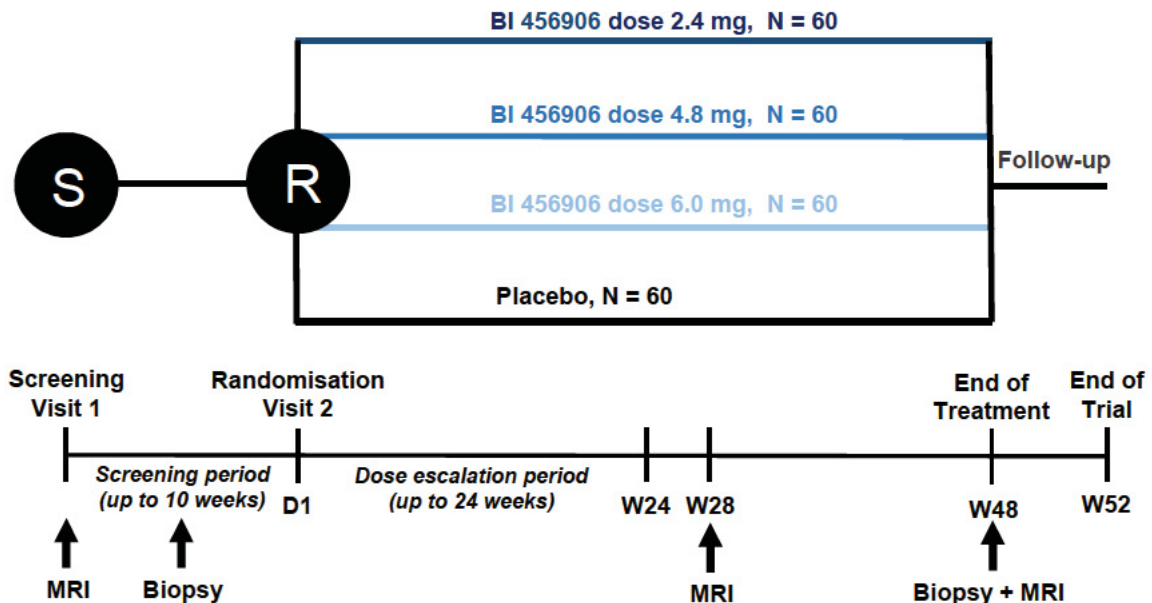 BI 456906 dose 2.4 mg, N = 60
BI 456906 dose 4.8 mg, N = 60
S
R
Follow-up
BI 456906 dose 6.0 mg, N = 60
Placebo, N = 60
Screening
Visit 1
Randomisation
Visit 2
End of
Treatment
End of
Trial
Screening period
(up to 10 weeks)
Dose escalation period
(up to 24 weeks)
D1
W24
W28
W48
W52
MRI
Biopsy
MRI
Biopsy + MRI